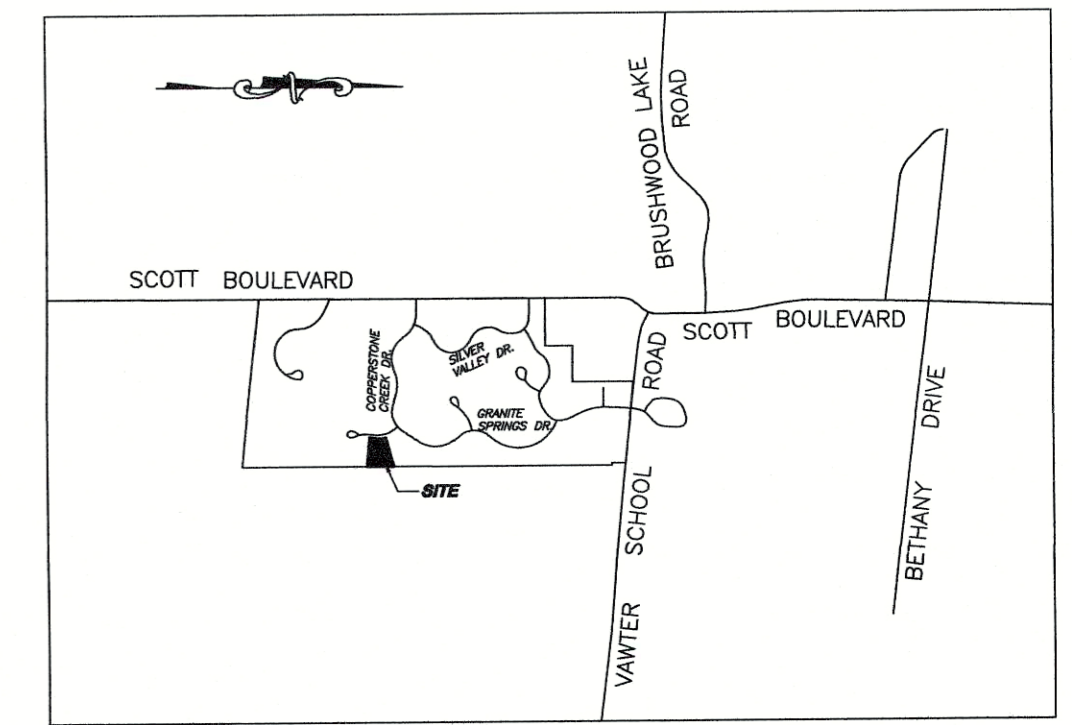 BRUSHWOOD LAKE
ROAD
SCOTT BOULEVARD
SCOTT BOULEVARD
COPPERSTONE
CREEK DR.
SILVER
VALLEY DR.
GRANITE
SPRINGS DR.
SITE
VAWTER SCHOOL ROAD
BETHANY DRIVE